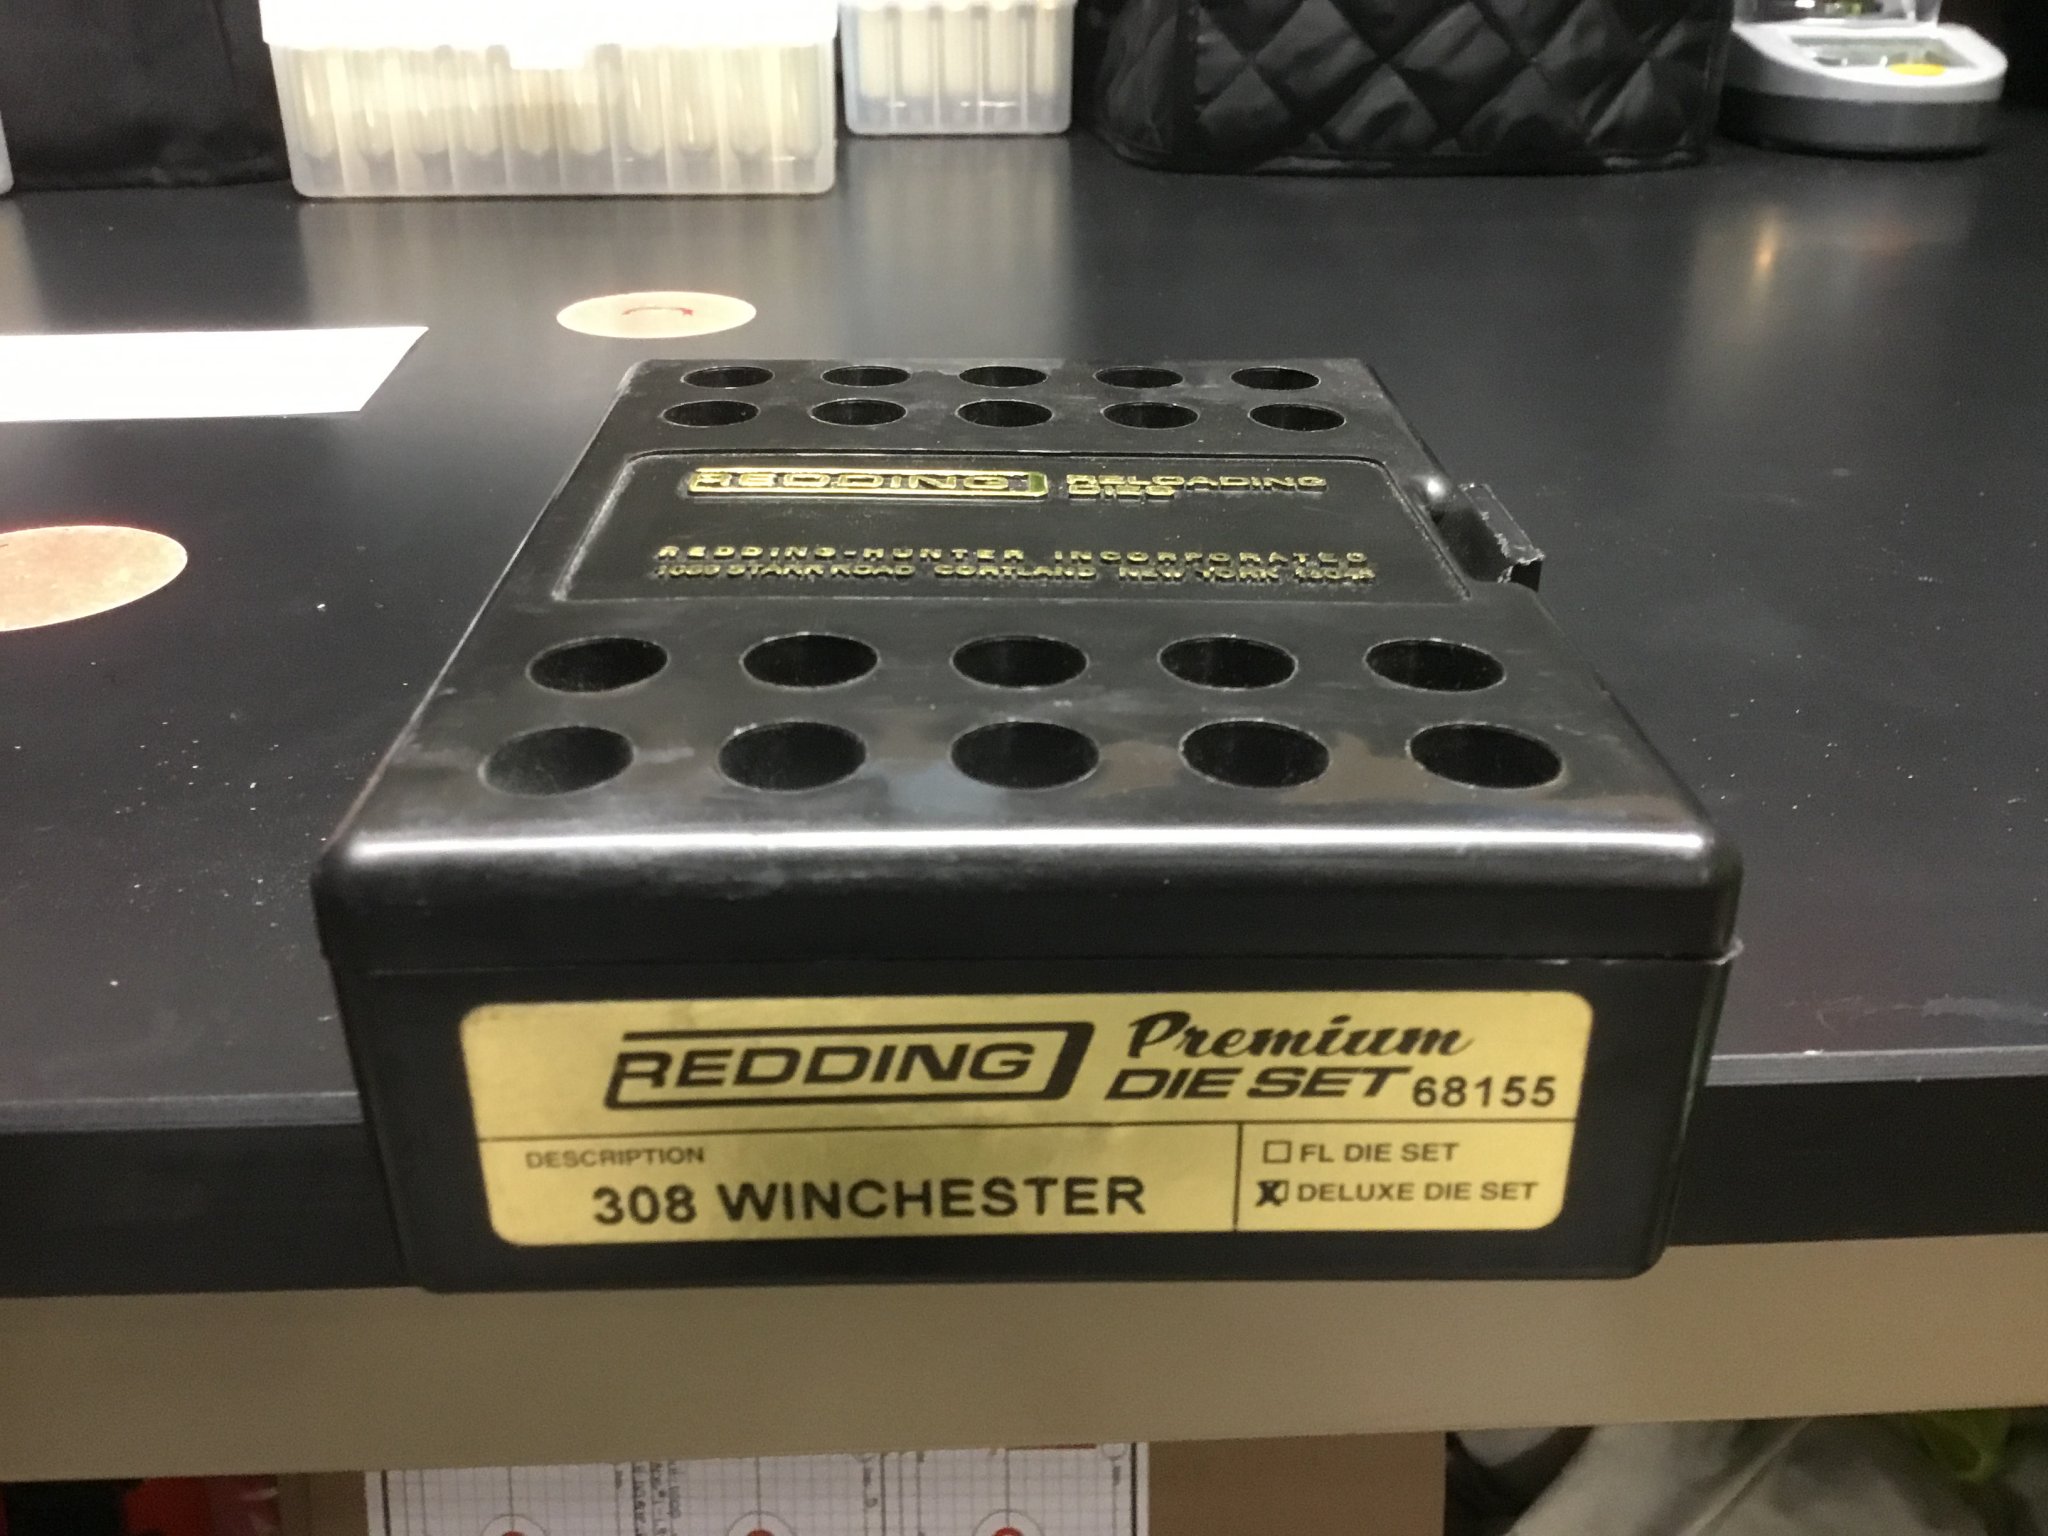 REDDING RELOADING
DIES
REDDING-HUNTER INCORPORATED
1089 STARR ROAD CORTLAND NEW YORK
REDDING Premium
DIE SET 68155
DESCRIPTION
308 WINCHESTER
FL DIE SET
X DELUXE DIE SET